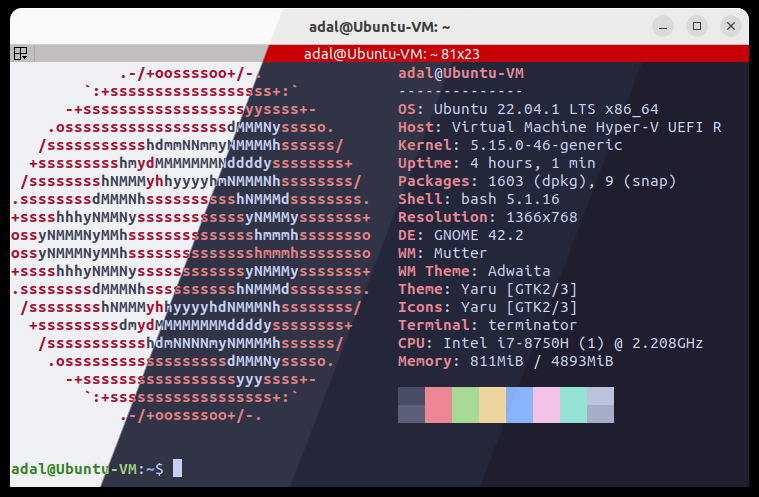 adal@Ubuntu-VM: ~
adal@Ubuntu-VM: ~ 81x23
            .-/+oossssoo+/-.               adal@Ubuntu-VM
        `:+ssssssssssssssssss+:`           --------------
      -+ssssssssssssssssssyyssss+-         OS: Ubuntu 22.04.1 LTS x86_64
    .ossssssssssssssssssdMMMNysssso.       Host: Virtual Machine Hyper-V UEFI R
   /ssssssssssshdmmNNmmyNMMMMhssssss/      Kernel: 5.15.0-46-generic
  +ssssssssshmydMMMMMMMNddddyssssssss+     Uptime: 4 hours, 1 min
 /sssssssshNMMMyhhyyyyhmNMMMNhssssssss/    Packages: 1603 (dpkg), 9 (snap)
.ssssssssdMMMNhsssssssssshNMMMdssssssss.   Shell: bash 5.1.16
+sssshhhyNMMNyssssssssssssyNMMMysssssss+   Resolution: 1366x768
ossyNMMMNyMMhsssssssssssssshmmmhssssssso   DE: GNOME 42.2
ossyNMMMNyMMhsssssssssssssshmmmhssssssso   WM: Mutter
+sssshhhyNMMNyssssssssssssyNMMMysssssss+   WM Theme: Adwaita
.ssssssssdMMMNhsssssssssshNMMMdssssssss.   Theme: Yaru [GTK2/3]
 /sssssssshNMMMyhhyyyyhdNMMMNhssssssss/    Icons: Yaru [GTK2/3]
  +sssssssssdmydMMMMMMMMddddyssssssss+     Terminal: terminator
   /ssssssssssshdmNNNNmyNMMMMhssssss/      CPU: Intel i7-8750H (1) @ 2.208GHz
    .ossssssssssssssssssdMMMNysssso.       Memory: 811MiB / 4893MiB
      -+sssssssssssssssssyyyssss+-
        `:+ssssssssssssssssss+:`
            .-/+oossssoo+/-.
adal@Ubuntu-VM:~$